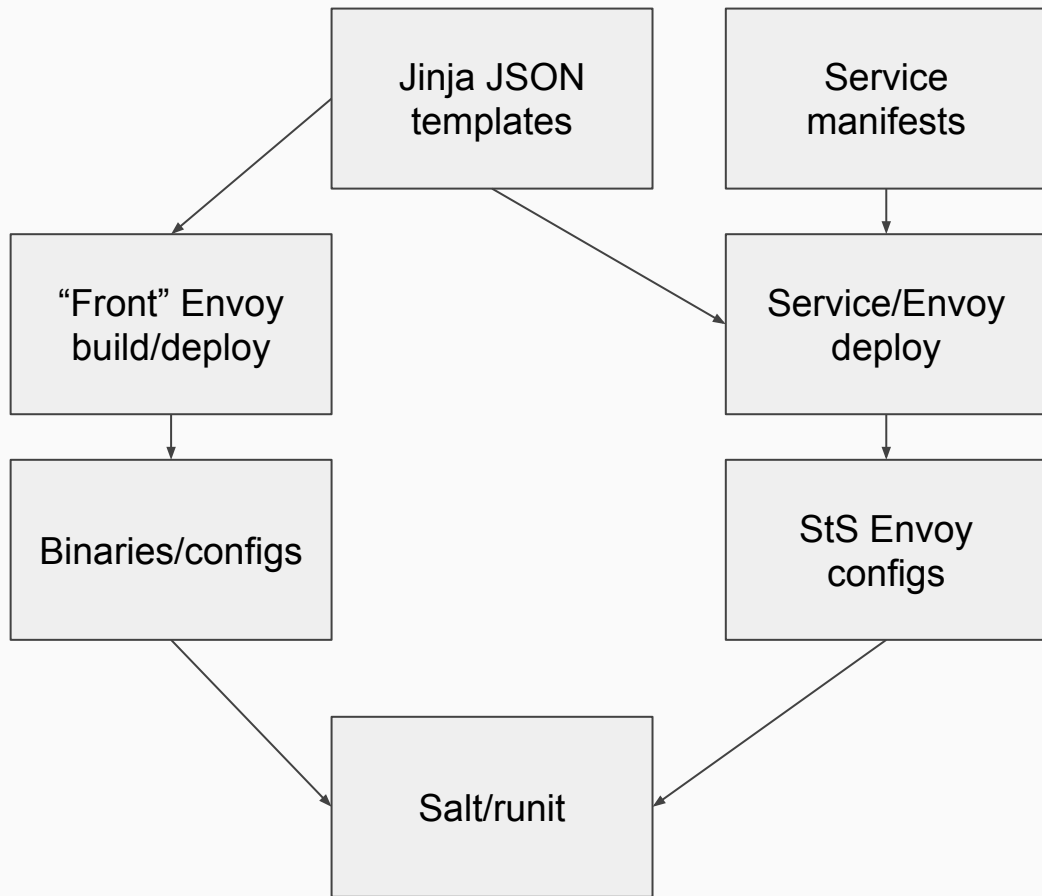 Jinja JSON
templates
Service
manifests
“Front” Envoy
build/deploy
Service/Envoy
deploy
Binaries/configs
StS Envoy
configs
Salt/runit